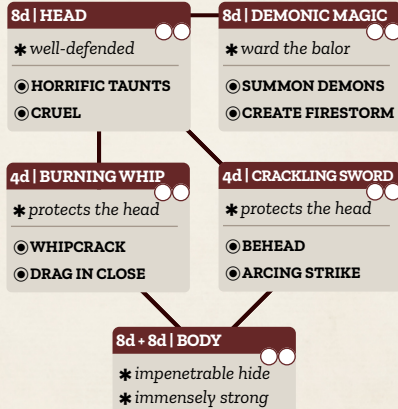 8d | HEAD
✱ well-defended
◉ HORRIFIC TAUNTS
◉ CRUEL
8d | DEMONIC MAGIC
✱ ward the balor
◉ SUMMON DEMONS
◉ CREATE FIRESTORM
4d | BURNING WHIP
✱ protects the head
◉ WHIPCRACK
◉ DRAG IN CLOSE
4d | CRACKLING SWORD
✱ protects the head
◉ BEHEAD
◉ ARCING STRIKE
8d + 8d | BODY
✱ impenetrable hide
✱ immensely strong